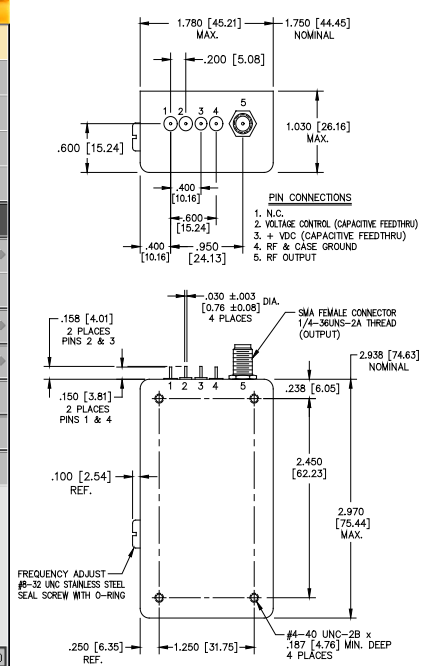 1.780 [45.21]
MAX.
1.750 [44.45]
NOMINAL
.200 [5.08]
5
1 2 3 4
1.030 [26.16]
MAX.
.600 [15.24]
.400
[10.16]
.600
[15.24]
.400
[10.16]
.950
[24.13]
PIN CONNECTIONS
1. N.C.
2. VOLTAGE CONTROL (CAPACITIVE FEEDTHRU)
3. + VDC (CAPACITIVE FEEDTHRU)
4. RF & CASE GROUND
5. RF OUTPUT
.030 ±.003
[0.76 ±0.08] DIA.
4 PLACES
.158 [4.01]
2 PLACES
PINS 2 & 3
SMA FEMALE CONNECTOR
1/4-36UNS-2A THREAD
(OUTPUT)
2.938 [74.63]
NOMINAL
1 2 3 4 5
.238 [6.05]
.150 [3.81]
2 PLACES
PINS 1 & 4
.100 [2.54]
REF.
2.450
[62.23]
2.970
[75.44]
MAX.
FREQUENCY ADJUST
#8-32 UNC STAINLESS STEEL
SEAL SCREW WITH O-RING
.250 [6.35]
REF.
1.250 [31.75]
#4-40 UNC-2B x
.187 [4.76] MIN. DEEP
4 PLACES